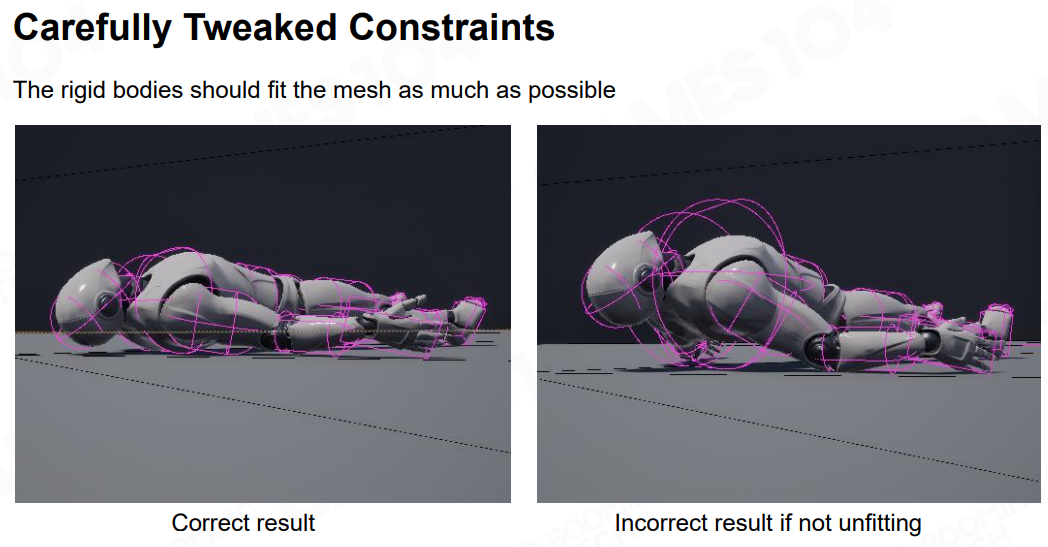 Carefully Tweaked Constraints
The rigid bodies should fit the mesh as much as possible
Correct result
Incorrect result if not unfitting